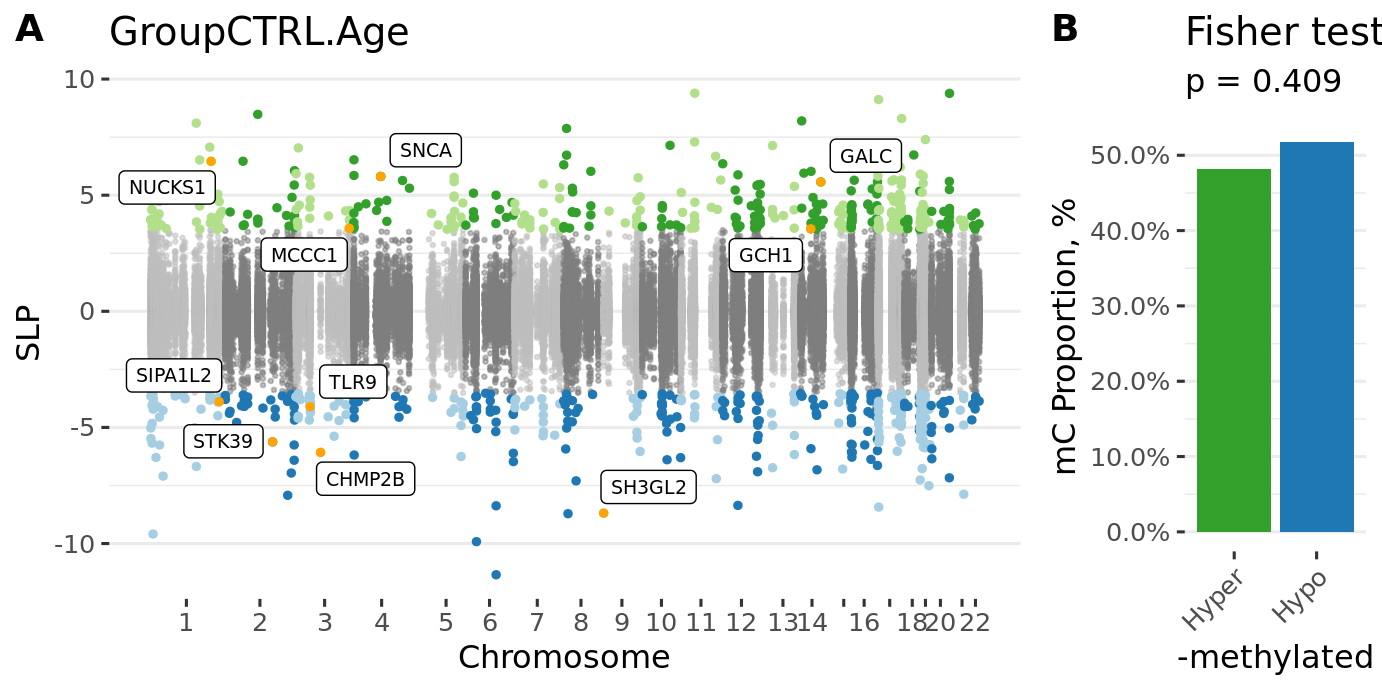 A GroupCTRL.Age
SLP
10
5
0
-5
-10
NUCKS1
SNCA
GALC
MCCC1
GCH1
SIPA1L2
TLR9
STK39
CHMP2B
SH3GL2
1 2 3 4 5 6 7 8 9 10 11 12 13 14 16 18 20 22
Chromosome
B Fisher test
p = 0.409
mC Proportion, %
50.0%
40.0%
30.0%
20.0%
10.0%
0.0%
Hyper Hypo
-methylated